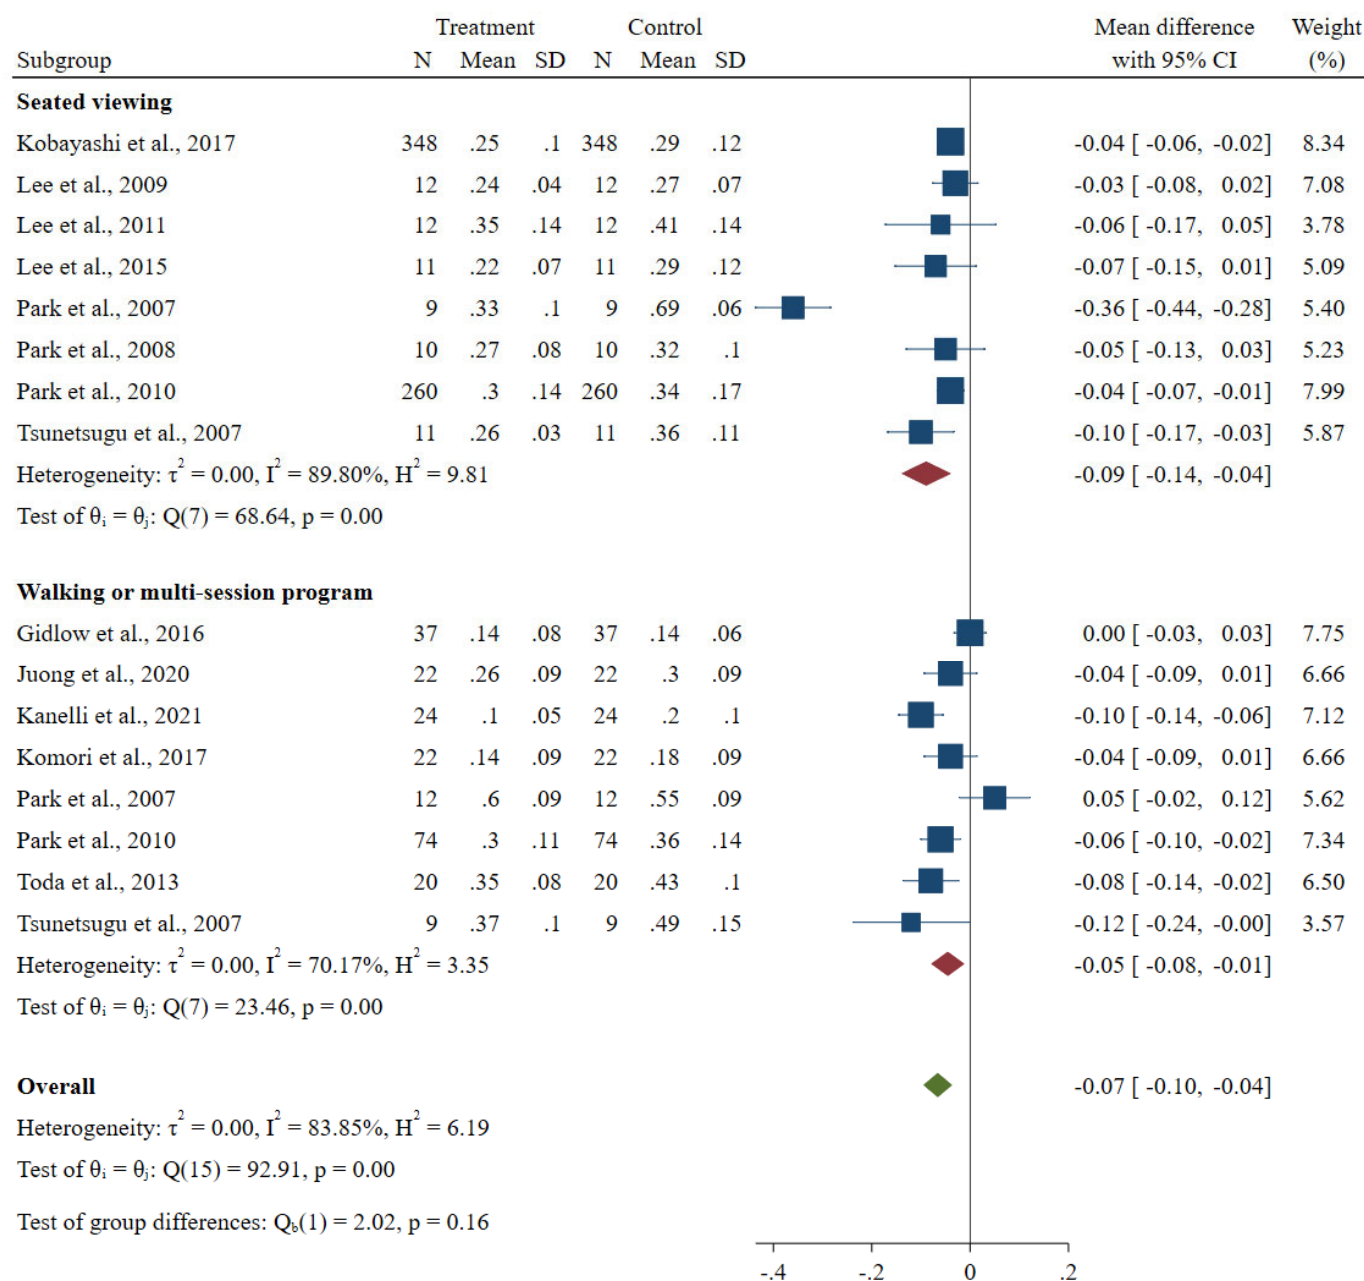 Treatment Control Mean difference Weight
Subgroup N Mean SD N Mean SD with 95% CI (%)
Seated viewing
Kobayashi et al., 2017 348 .25 .1 348 .29 .12 -0.04 [ -0.06, -0.02] 8.34
Lee et al., 2009 12 .24 .04 12 .27 .07 -0.03 [ -0.08, 0.02] 7.08
Lee et al., 2011 12 .35 .14 12 .41 .14 -0.06 [ -0.17, 0.05] 3.78
Lee et al., 2015 11 .22 .07 11 .29 .12 -0.07 [ -0.15, 0.01] 5.09
Park et al., 2007 9 .33 .1 9 .69 .06 -0.36 [ -0.44, -0.28] 5.40
Park et al., 2008 10 .27 .08 10 .32 .1 -0.05 [ -0.13, 0.03] 5.23
Park et al., 2010 260 .3 .14 260 .34 .17 -0.04 [ -0.07, -0.01] 7.99
Tsunetsugu et al., 2007 11 .26 .03 11 .36 .11 -0.10 [ -0.17, -0.03] 5.87
Heterogeneity: τ² = 0.00, I² = 89.80%, H² = 9.81 -0.09 [ -0.14, -0.04]
Test of θᵢ = θⱼ: Q(7) = 68.64, p = 0.00
Walking or multi-session program
Gidlow et al., 2016 37 .14 .08 37 .14 .06 0.00 [ -0.03, 0.03] 7.75
Juong et al., 2020 22 .26 .09 22 .3 .09 -0.04 [ -0.09, 0.01] 6.66
Kanelli et al., 2021 24 .1 .05 24 .2 .1 -0.10 [ -0.14, -0.06] 7.12
Komori et al., 2017 22 .14 .09 22 .18 .09 -0.04 [ -0.09, 0.01] 6.66
Park et al., 2007 12 .6 .09 12 .55 .09 0.05 [ -0.02, 0.12] 5.62
Park et al., 2010 74 .3 .11 74 .36 .14 -0.06 [ -0.10, -0.02] 7.34
Toda et al., 2013 20 .35 .08 20 .43 .1 -0.08 [ -0.14, -0.02] 6.50
Tsunetsugu et al., 2007 9 .37 .1 9 .49 .15 -0.12 [ -0.24, -0.00] 3.57
Heterogeneity: τ² = 0.00, I² = 70.17%, H² = 3.35 -0.05 [ -0.08, -0.01]
Test of θᵢ = θⱼ: Q(7) = 23.46, p = 0.00
Overall -0.07 [ -0.10, -0.04]
Heterogeneity: τ² = 0.00, I² = 83.85%, H² = 6.19
Test of θᵢ = θⱼ: Q(15) = 92.91, p = 0.00
Test of group differences: Q_b(1) = 2.02, p = 0.16
-.4 -.2 0 .2